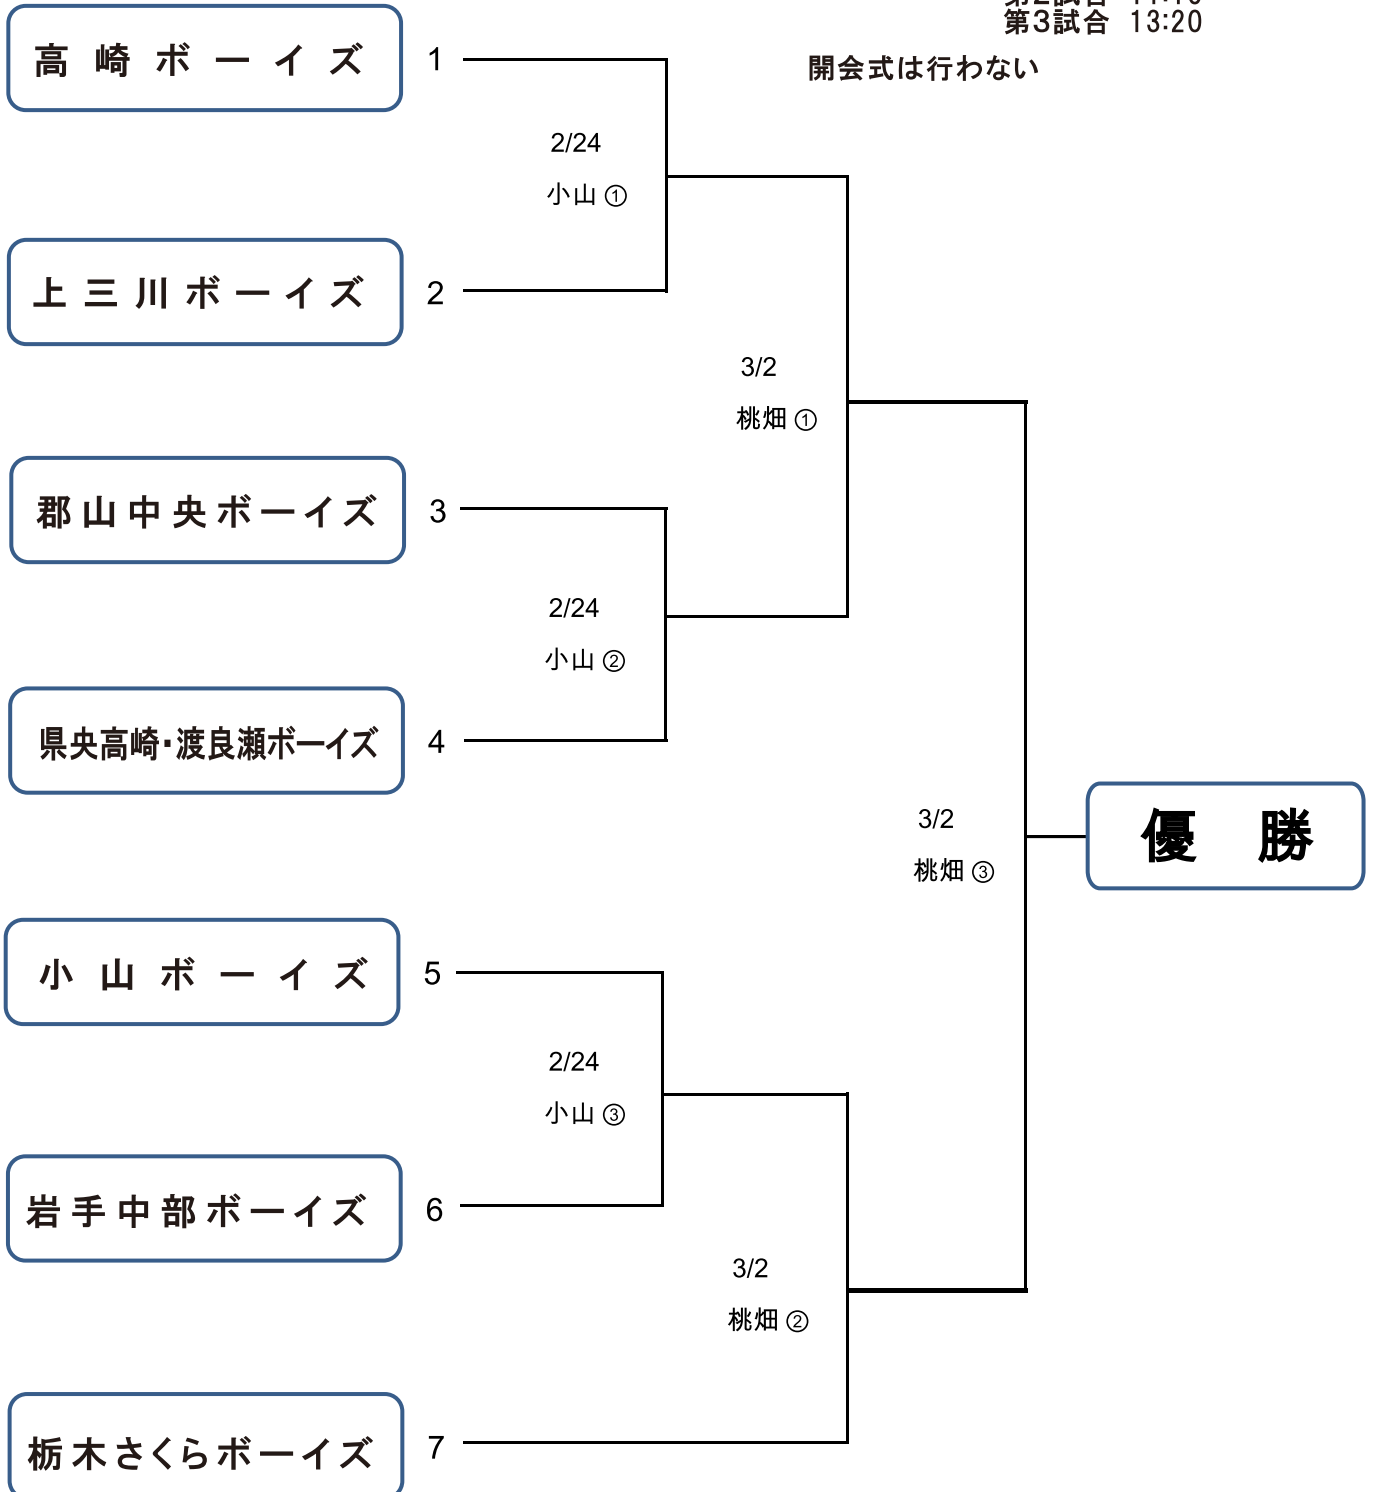 第3試合 13:20
開会式は行わない
高崎ボーイズ 1
2/24
小山 ①
上三川ボーイズ 2
3/2
桃畑 ①
郡山中央ボーイズ 3
2/24
小山 ②
県央高崎・渡良瀬ボーイズ 4
3/2
桃畑 ③
優勝
小山ボーイズ 5
2/24
小山 ③
岩手中部ボーイズ 6
3/2
桃畑 ②
栃木さくらボーイズ 7